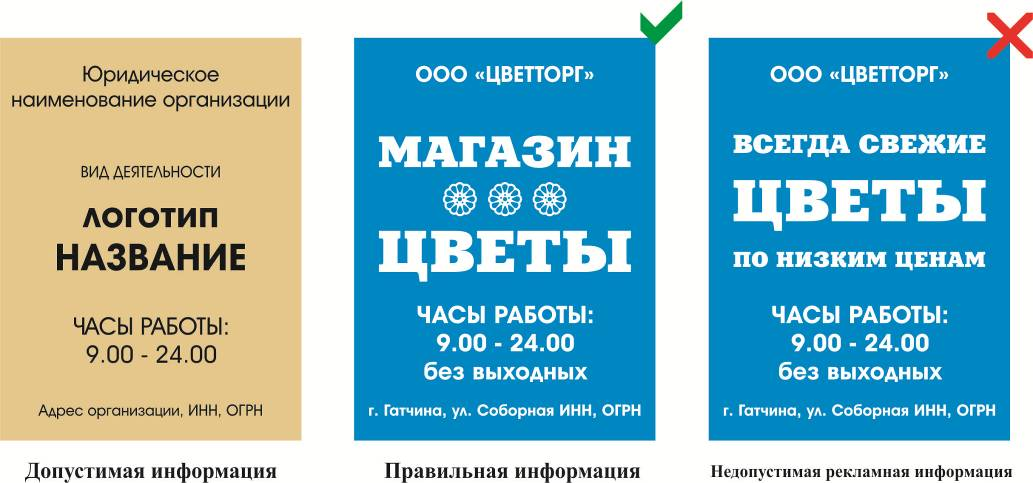 Юридическое
наименование организации
ВИД ДЕЯТЕЛЬНОСТИ
ЛОГОТИП
НАЗВАНИЕ
ЧАСЫ РАБОТЫ:
9.00 - 24.00
Адрес организации, ИНН, ОГРН
Допустимая информация
ООО «ЦВЕТТОРГ»
МАГАЗИН
ЦВЕТЫ
ЧАСЫ РАБОТЫ:
9.00 - 24.00
без выходных
г. Гатчина, ул. Соборная ИНН, ОГРН
Правильная информация
ООО «ЦВЕТТОРГ»
ВСЕГДА СВЕЖИЕ
ЦВЕТЫ
ПО НИЗКИМ ЦЕНАМ
ЧАСЫ РАБОТЫ:
9.00 - 24.00
без выходных
г. Гатчина, ул. Соборная ИНН, ОГРН
Недопустимая рекламная информация